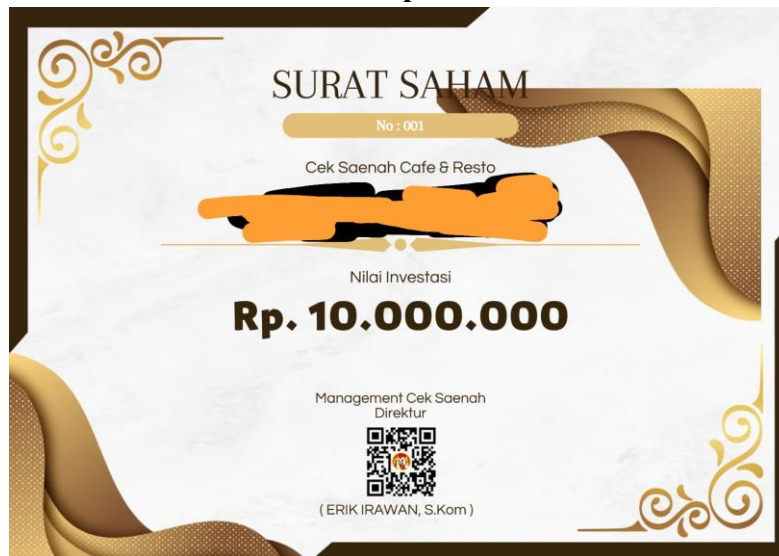 SURAT SAHAM
No : 001
Cek Saenah Cafe & Resto
Nilai Investasi
Rp. 10.000.000
Management Cek Saenah
Direktur
( ERIK IRAWAN, S.Kom )